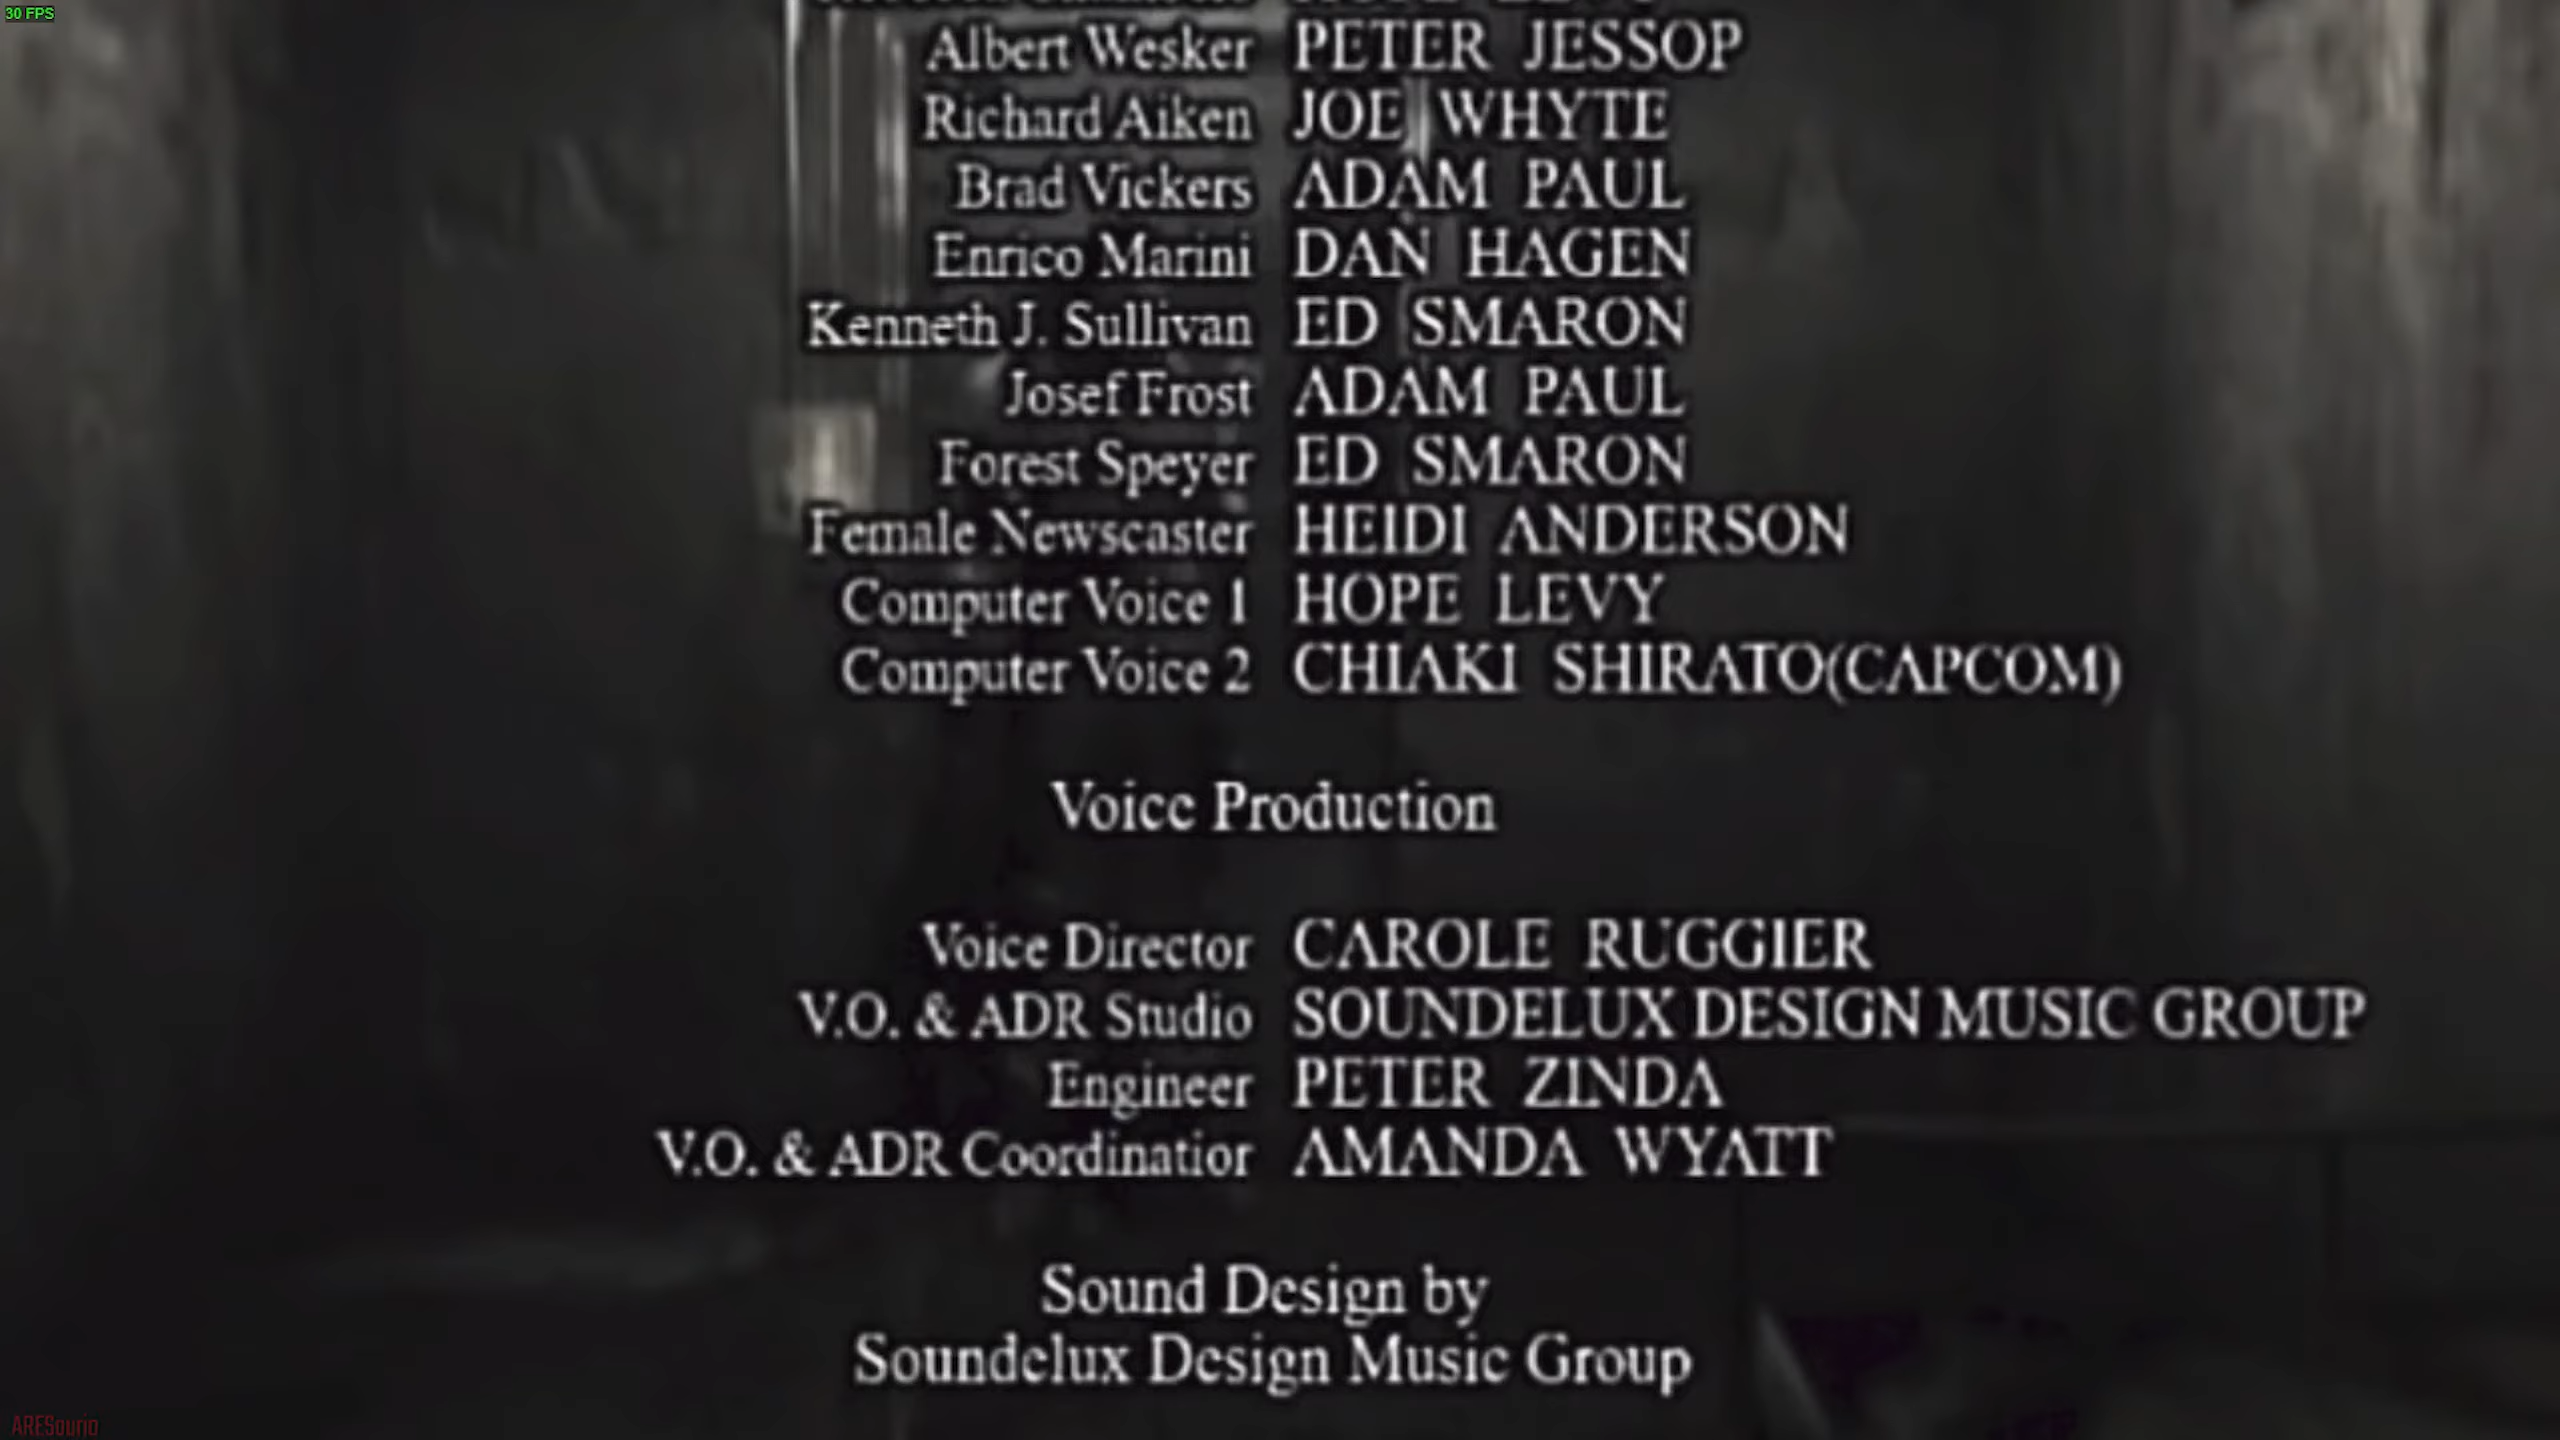 30 FPS
Albert Wesker PETER JESSOP
Richard Aiken JOE WHYTE
Brad Vickers ADAM PAUL
Enrico Marini DAN HAGEN
Kenneth J. Sullivan ED SMARON
Josef Frost ADAM PAUL
Forest Speyer ED SMARON
Female Newscaster HEIDI ANDERSON
Computer Voice 1 HOPE LEVY
Computer Voice 2 CHIAKI SHIRATO(CAPCOM)
Voice Production
Voice Director CAROLE RUGGIER
V.O. & ADR Studio SOUNDELUX DESIGN MUSIC GROUP
Engineer PETER ZINDA
V.O. & ADR Coordinatior AMANDA WYATT
Sound Design by
Soundelux Design Music Group